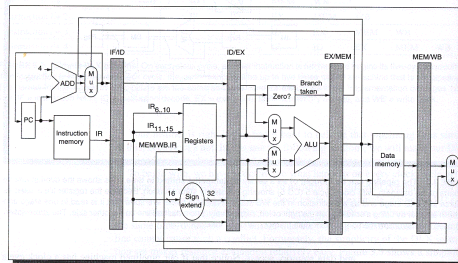 IF/ID
ID/EX
EX/MEM
MEM/WB
4
ADD
M
u
x
Zero?
Branch
taken
PC
Instruction
memory
IR
IR6..10
IR11..15
MEM/WB.IR
Registers
M
u
x
M
u
x
ALU
Data
memory
M
u
x
16
Sign
extend
32